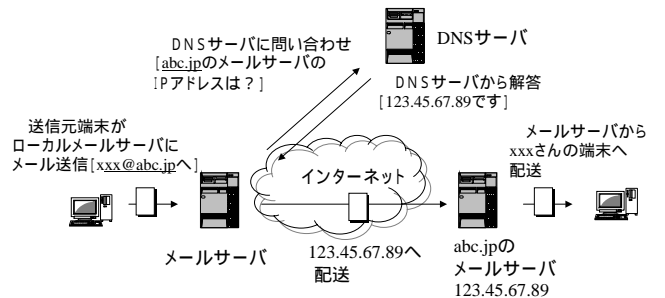 DNSサーバに問い合わせ
[abc.jpのメールサーバの
IPアドレスは？]
DNSサーバ
DNSサーバから解答
[123.45.67.89です]
送信元端末が
ローカルメールサーバに
メール送信[xxx@abc.jpへ]
メールサーバから
xxxさんの端末へ
配送
インターネット
メールサーバ
123.45.67.89へ
配送
abc.jpの
メールサーバ
123.45.67.89